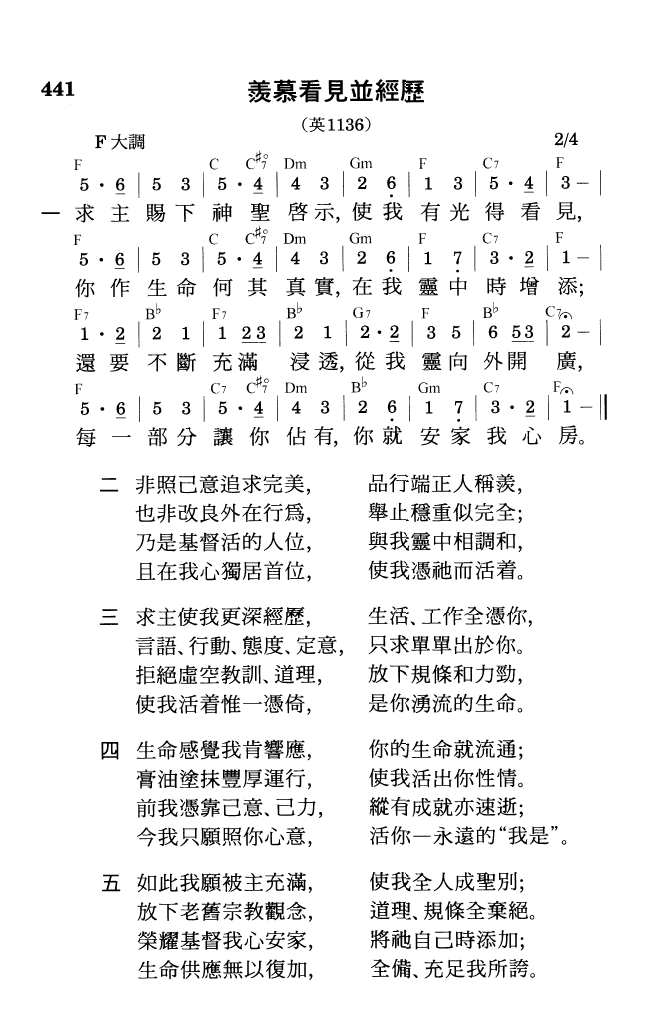 441
羨慕看見並經歷
（英1136）
F 大調 2/4
F C C♯°7 Dm Gm F C7 F
5 · 6 | 5 3 | 5 · 4 | 4 3 | 2 6 | 1 3 | 5 · 4 | 3 – |
一 求 主 賜 下 神 聖 啓 示, 使 我 有 光 得 看 見,
F C C♯°7 Dm Gm F C7 F
5 · 6 | 5 3 | 5 · 4 | 4 3 | 2 6 | 1 7 | 3 · 2 | 1 – |
你 作 生 命 何 其 真 實, 在 我 靈 中 時 增 添;
F7 B♭ F7 B♭ G7 F B♭ C7
1 · 2 | 2 1 | 1 23 | 2 1 | 2 · 2 | 3 5 | 6 53 | 2 – |
還 要 不 斷 充 滿 浸 透, 從 我 靈 向 外 開 廣,
F C7 C♯°7 Dm B♭ Gm C7 F
5 · 6 | 5 3 | 5 · 4 | 4 3 | 2 6 | 1 7 | 3 · 2 | 1 – ‖
每 一 部 分 讓 你 佔 有, 你 就 安 家 我 心 房。
二 非照己意追求完美, 品行端正人稱羨,
也非改良外在行爲, 舉止穩重似完全;
乃是基督活的人位, 與我靈中相調和,
且在我心獨居首位, 使我憑祂而活着。
三 求主使我更深經歷, 生活、工作全憑你,
言語、行動、態度、定意, 只求單單出於你。
拒絕虛空教訓、道理, 放下規條和力勁,
使我活着惟一憑倚, 是你湧流的生命。
四 生命感覺我肯響應, 你的生命就流通;
膏油塗抹豐厚運行, 使我活出你性情。
前我憑靠己意、己力, 縱有成就亦速逝;
今我只願照你心意, 活你—永遠的“我是”。
五 如此我願被主充滿, 使我全人成聖別;
放下老舊宗教觀念, 道理、規條全棄絕。
榮耀基督我心安家, 將祂自己時添加;
生命供應無以復加, 全備、充足我所誇。